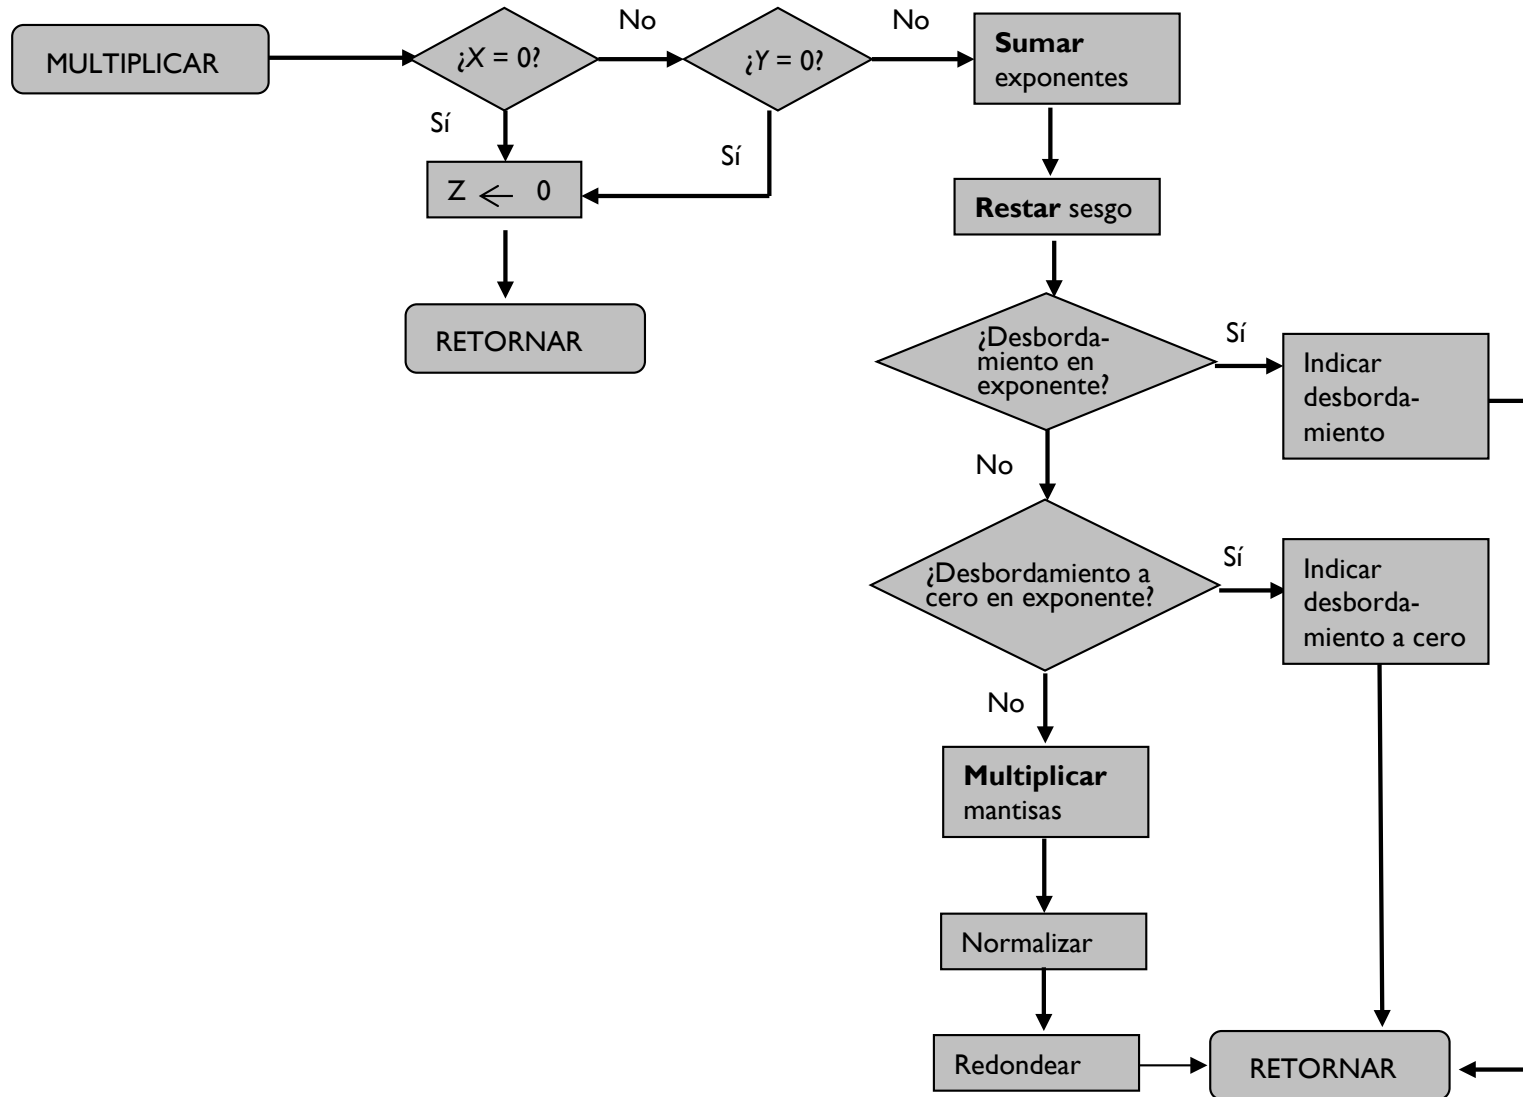 MULTIPLICAR
¿X = 0?
No
¿Y = 0?
No
Sumar
exponentes
Sí
Sí
Z ← 0
RETORNAR
Restar sesgo
¿Desborda-
miento en
exponente?
Sí
Indicar
desborda-
miento
No
¿Desbordamiento a
cero en exponente?
Sí
Indicar
desborda-
miento a cero
No
Multiplicar
mantisas
Normalizar
Redondear
RETORNAR